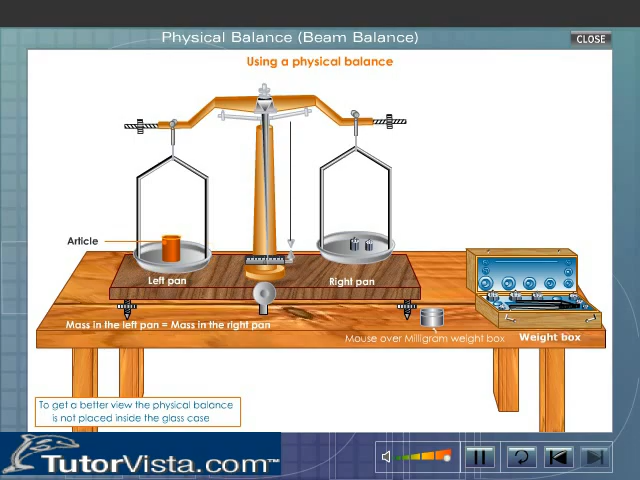 Physical Balance (Beam Balance)
CLOSE
Using a physical balance
Article
Left pan
Right pan
Mass in the left pan = Mass in the right pan
Mouse over Milligram weight box
Weight box
To get a better view the physical balance
is not placed inside the glass case
TutorVista.com™